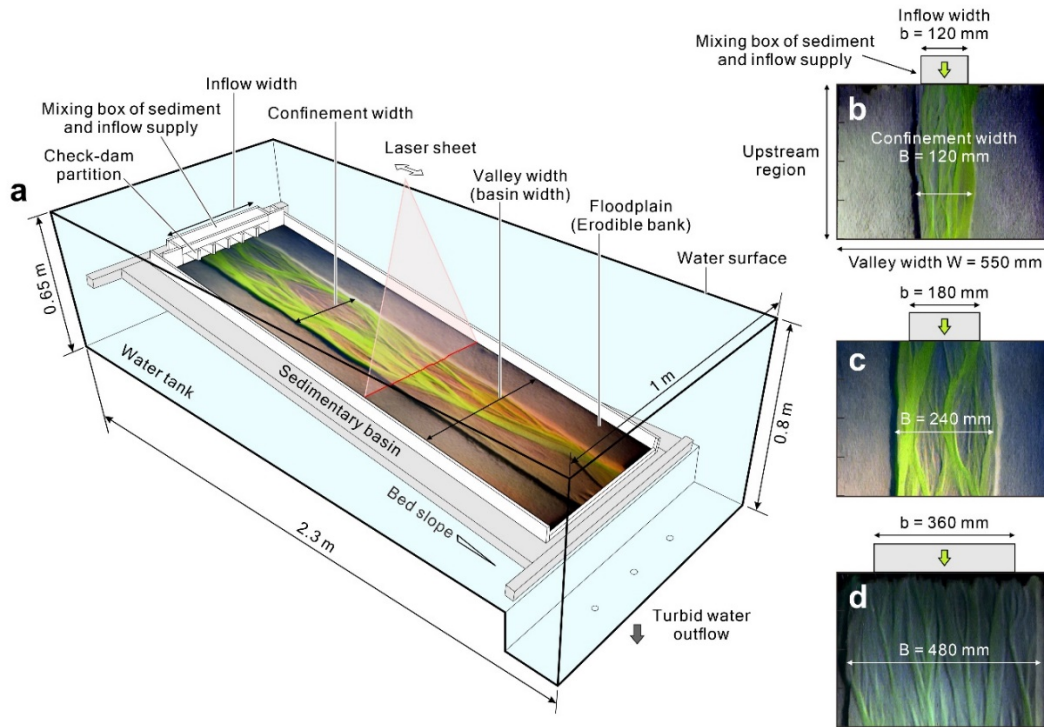 a
Inflow width
Mixing box of sediment
and inflow supply
Confinement width
Check-dam
partition
Laser sheet
Valley width
(basin width)
Floodplain
(Erodible bank)
Water surface
0.65 m
Water tank
Sedimentary basin
Bed slope
2.3 m
1 m
0.8 m
Turbid water
outflow
Inflow width
b = 120 mm
Mixing box of sediment
and inflow supply
b
Upstream
region
Confinement width
B = 120 mm
Valley width W = 550 mm
b = 180 mm
c
B = 240 mm
b = 360 mm
d
B = 480 mm